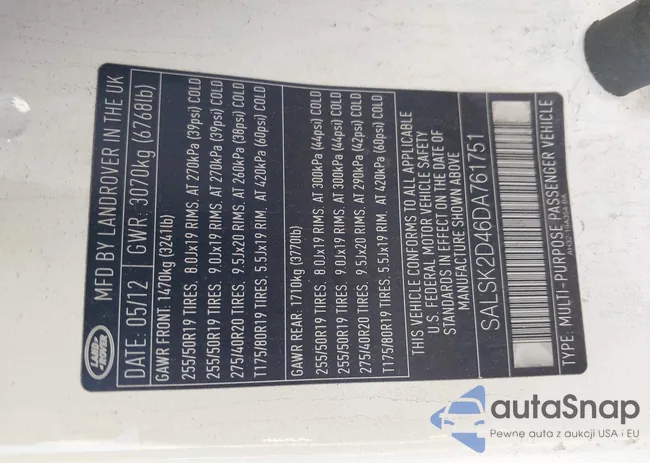 LAND
ROVER
MFD BY LANDROVER IN THE UK
DATE: 05/12 GWR: 3070kg (6768lb)
GAWR FRONT: 1470kg (3241lb)
255/50R19 TIRES, 8.0Jx19 RIMS, AT 270kPa (39psi) COLD
255/50R19 TIRES, 9.0Jx19 RIMS, AT 270kPa (39psi) COLD
275/40R20 TIRES, 9.5Jx20 RIMS, AT 260kPa (38psi) COLD
T175/80R19 TIRES 5.5Jx19 RIM, AT 420kPa (60psi) COLD
GAWR REAR: 1710kg (3770lb)
255/50R19 TIRES, 8.0Jx19 RIMS, AT 300kPa (44psi) COLD
255/50R19 TIRES, 9.0Jx19 RIMS, AT 300kPa (44psi) COLD
275/40R20 TIRES, 9.5Jx20 RIMS, AT 290kPa (42psi) COLD
T175/80R19 TIRES 5.5Jx19 RIM, AT 420kPa (60psi) COLD
THIS VEHICLE CONFORMS TO ALL APPLICABLE
U.S. FEDERAL MOTOR VEHICLE SAFETY
STANDARDS IN EFFECT ON THE DATE OF
MANUFACTURE SHOWN ABOVE
SALSK2D46DA761751
TYPE: MULTI-PURPOSE PASSENGER VEHICLE
autaSnap
Pewne auta z aukcji USA i EU